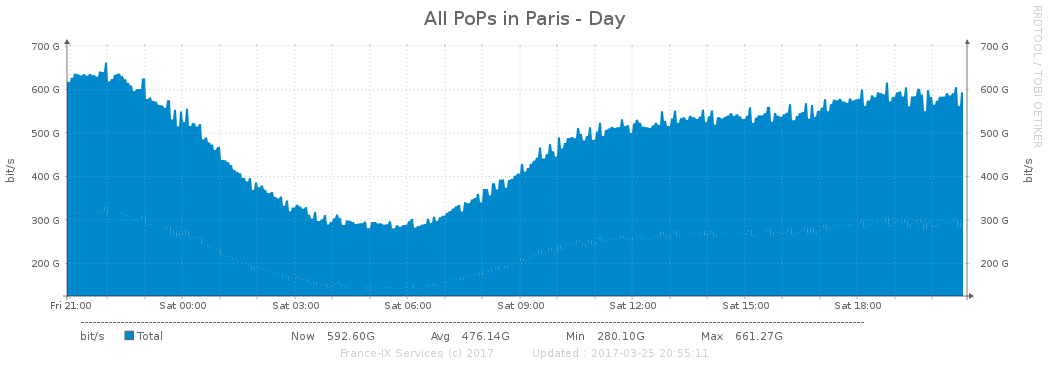 All PoPs in Paris - Day
RRDTOOL / TOBI OETIKER
700 G 700 G
600 G 600 G
500 G 500 G
400 G 400 G
300 G 300 G
200 G 200 G
bit/s
bit/s
Fri 21:00 Sat 00:00 Sat 03:00 Sat 06:00 Sat 09:00 Sat 12:00 Sat 15:00 Sat 18:00
bit/s Total Now 592.60G Avg 476.14G Min 280.10G Max 661.27G
France-IX Services (c) 2017 Updated : 2017-03-25 20:55:11